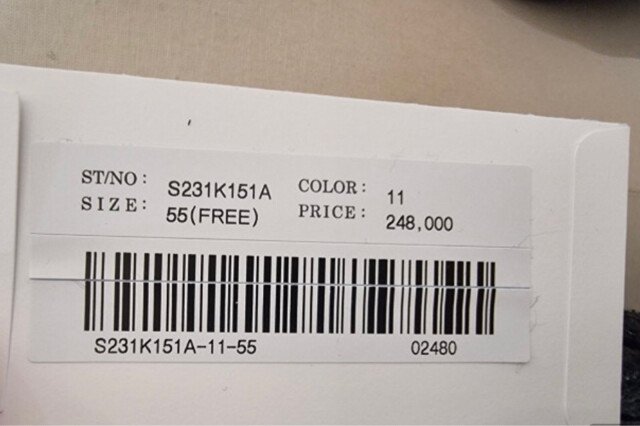 ST/NO: S231K151A COLOR: 11
SIZE: 55(FREE) PRICE: 248,000
S231K151A-11-55 02480